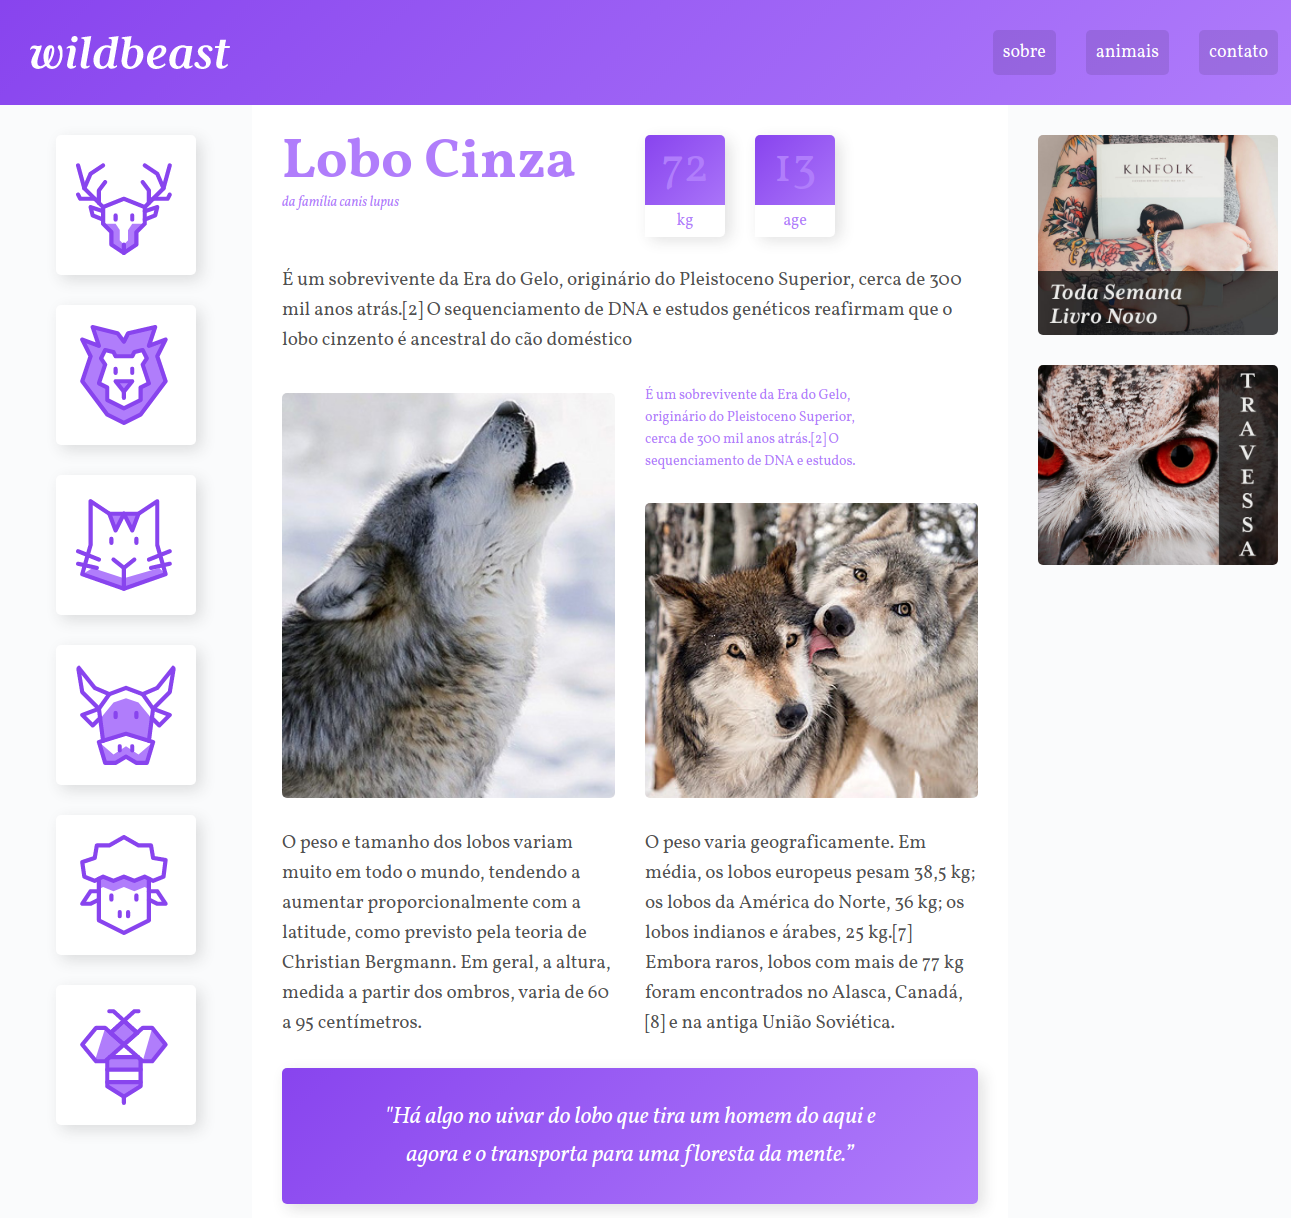 wildbeast
sobre
animais
contato
Lobo Cinza
da família canis lupus
72
kg
13
age
É um sobrevivente da Era do Gelo, originário do Pleistoceno Superior, cerca de 300
mil anos atrás.[2] O sequenciamento de DNA e estudos genéticos reafirmam que o
lobo cinzento é ancestral do cão doméstico
É um sobrevivente da Era do Gelo,
originário do Pleistoceno Superior,
cerca de 300 mil anos atrás.[2] O
sequenciamento de DNA e estudos.
O peso e tamanho dos lobos variam
muito em todo o mundo, tendendo a
aumentar proporcionalmente com a
latitude, como previsto pela teoria de
Christian Bergmann. Em geral, a altura,
medida a partir dos ombros, varia de 60
a 95 centímetros.
O peso varia geograficamente. Em
média, os lobos europeus pesam 38,5 kg;
os lobos da América do Norte, 36 kg; os
lobos indianos e árabes, 25 kg.[7]
Embora raros, lobos com mais de 77 kg
foram encontrados no Alasca, Canadá,
[8] e na antiga União Soviética.
"Há algo no uivar do lobo que tira um homem do aqui e
agora e o transporta para uma floresta da mente.”
KINFOLK
Toda Semana
Livro Novo
TRAVESSA